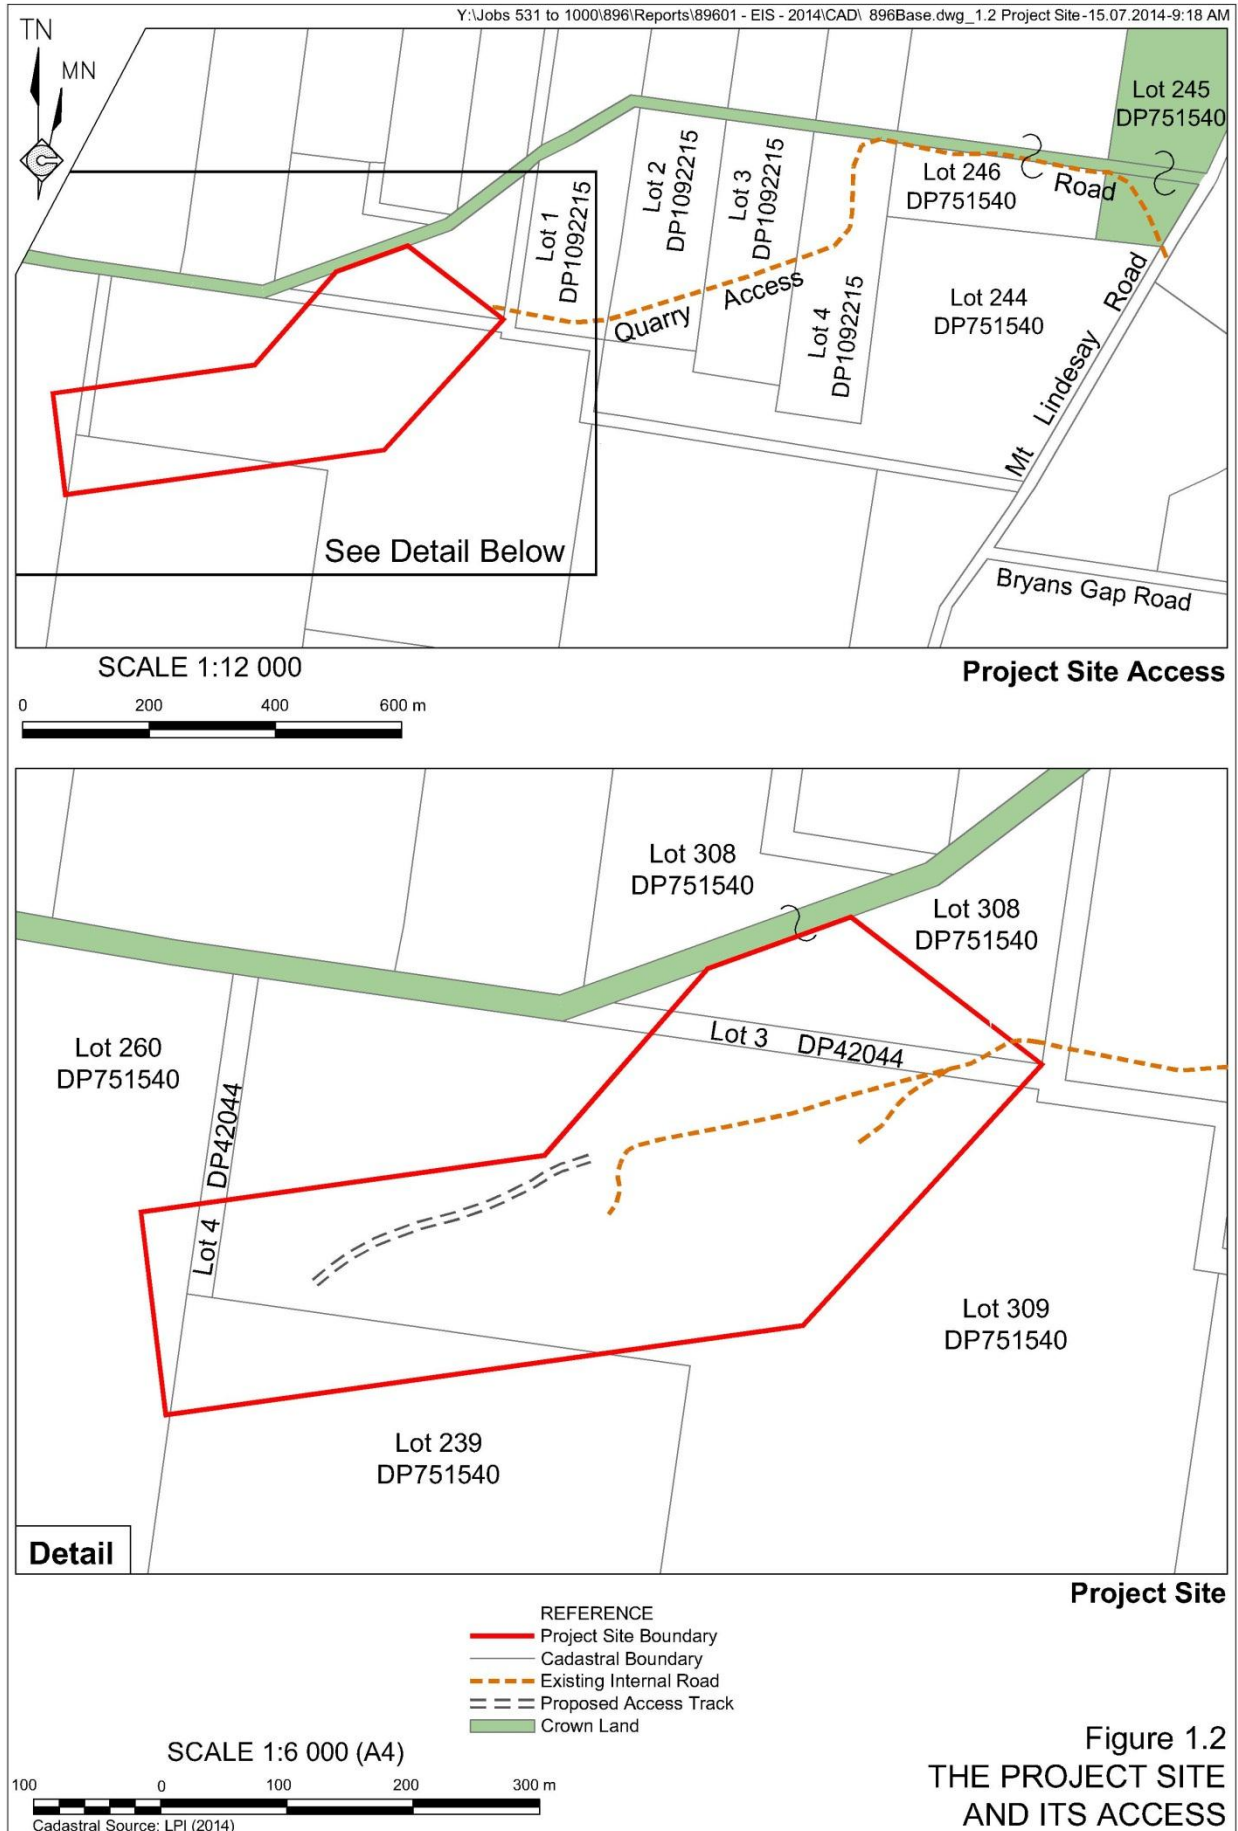 Y:\Jobs 531 to 1000\896\Reports\89601 - EIS - 2014\CAD\ 896Base.dwg_1.2 Project Site-15.07.2014-9:18 AM
TN
MN
Lot 245
DP751540
Lot 1
DP1092215
Lot 2
DP1092215
Lot 3
DP1092215
Lot 246
DP751540
Road
Quarry Access
Lot 4
DP1092215
Lot 244
DP751540
Mt Lindesay Road
See Detail Below
Bryans Gap Road
SCALE 1:12 000
Project Site Access
0 200 400 600 m
Lot 308
DP751540
Lot 308
DP751540
Lot 3 DP42044
Lot 260
DP751540
Lot 4 DP42044
Lot 309
DP751540
Lot 239
DP751540
Detail
Project Site
REFERENCE
Project Site Boundary
Cadastral Boundary
Existing Internal Road
Proposed Access Track
Crown Land
SCALE 1:6 000 (A4)
100 0 100 200 300 m
Cadastral Source: LPI (2014)
Figure 1.2
THE PROJECT SITE
AND ITS ACCESS